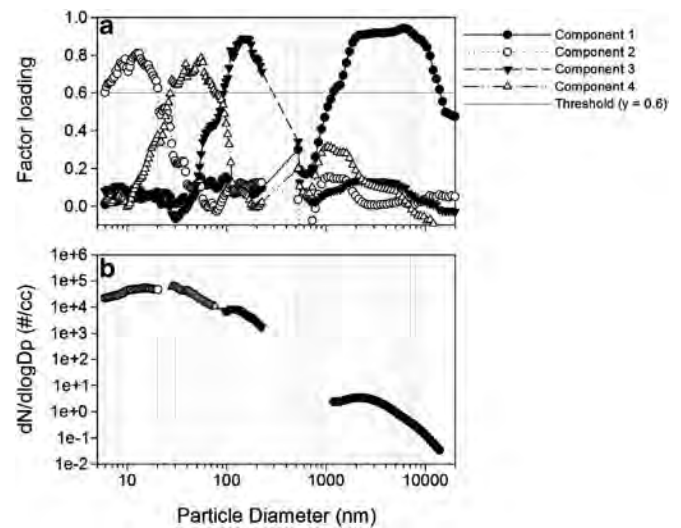 a
1.0
0.8
0.6
0.4
0.2
0.0
Factor loading
Component 1
Component 2
Component 3
Component 4
Threshold (y = 0.6)
b
1e+6
1e+5
1e+4
1e+3
1e+2
1e+1
1e+0
1e-1
1e-2
dN/dlogDp (#/cc)
10
100
1000
10000
Particle Diameter (nm)